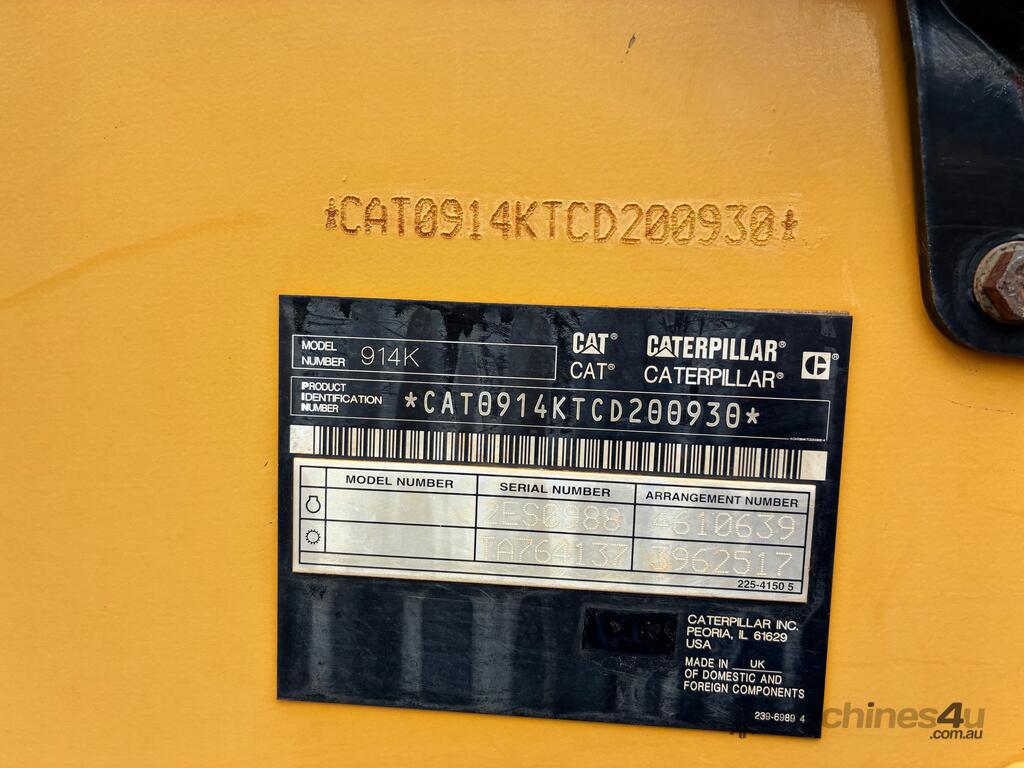 *CAT0914KTCD200930*
MODEL NUMBER 914K
CAT® CATERPILLAR®
CAT® CATERPILLAR®
PRODUCT IDENTIFICATION NUMBER *CAT0914KTCD200930*
MODEL NUMBER SERIAL NUMBER ARRANGEMENT NUMBER
4610639
TA764137 3962517
225-4150 5
CATERPILLAR INC.
PEORIA, IL 61629
USA
MADE IN UK
OF DOMESTIC AND
FOREIGN COMPONENTS
239-6989 4
chines4u
.com.au